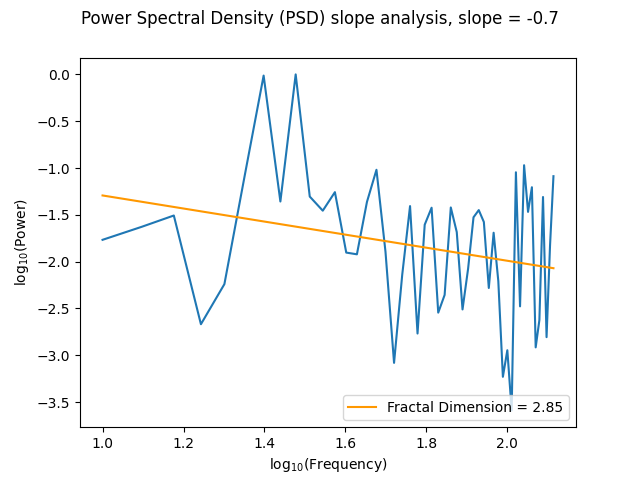 Power Spectral Density (PSD) slope analysis, slope = -0.7
0.0
−0.5
−1.0
−1.5
−2.0
−2.5
−3.0
−3.5
log₁₀(Power)
Fractal Dimension = 2.85
1.0 1.2 1.4 1.6 1.8 2.0
log₁₀(Frequency)